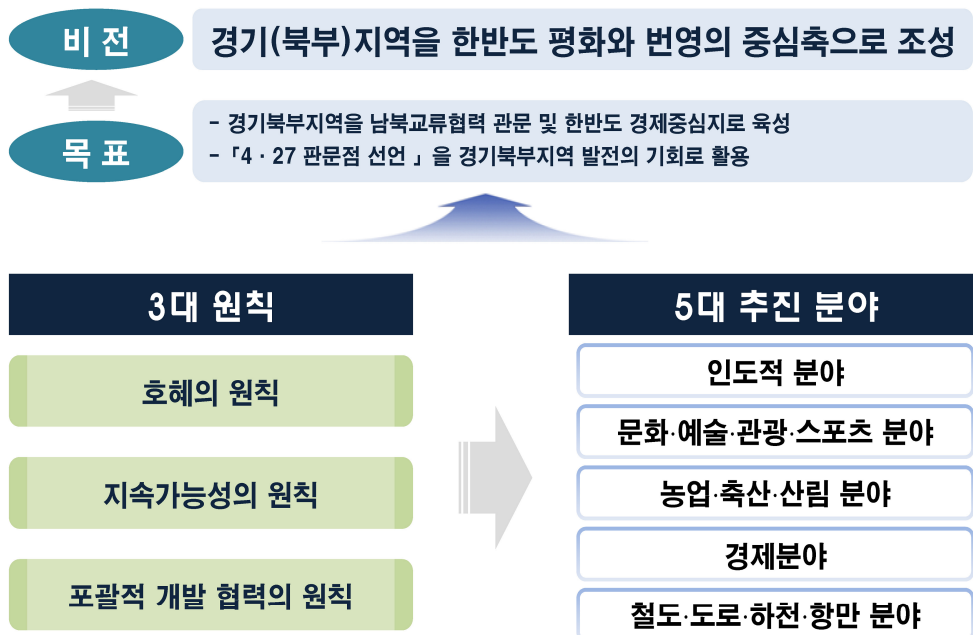 비 전
경기(북부)지역을 한반도 평화와 번영의 중심축으로 조성
목 표
- 경기북부지역을 남북교류협력 관문 및 한반도 경제중심지로 육성
- 「4 · 27 판문점 선언 」을 경기북부지역 발전의 기회로 활용
3대 원칙
호혜의 원칙
지속가능성의 원칙
포괄적 개발 협력의 원칙
5대 추진 분야
인도적 분야
문화·예술·관광·스포츠 분야
농업·축산·산림 분야
경제분야
철도·도로·하천·항만 분야